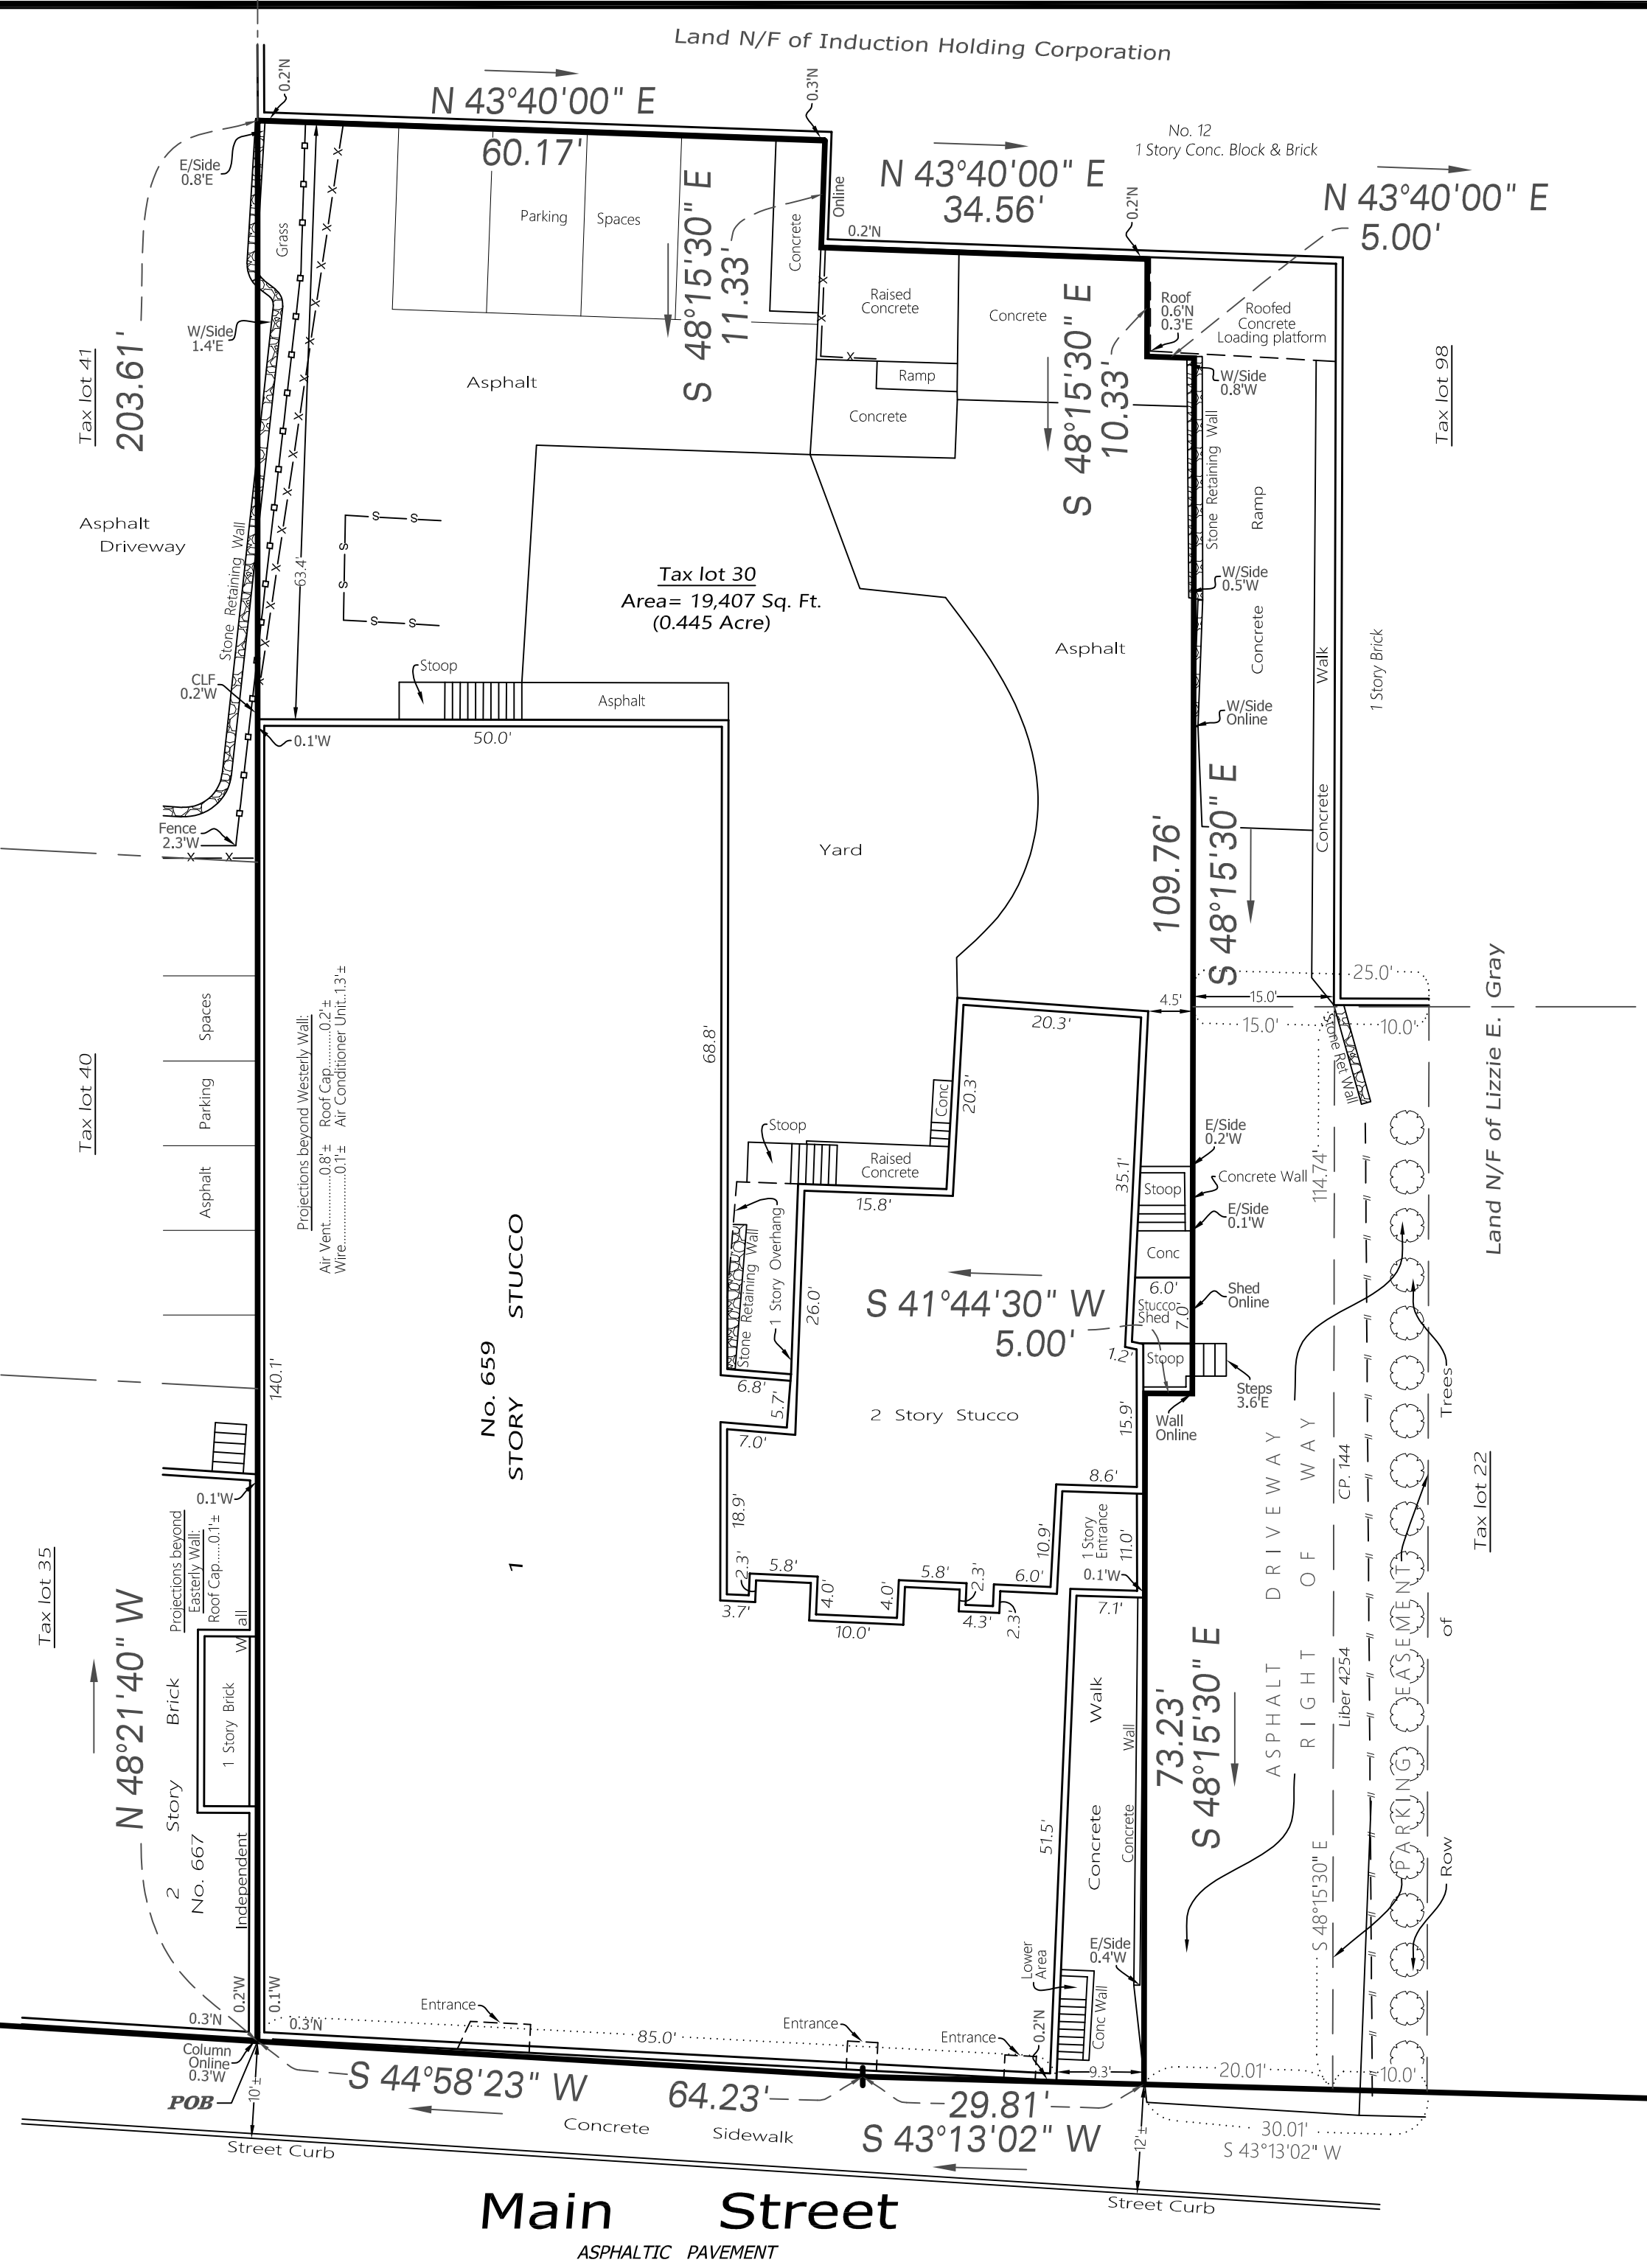 Land N/F of Induction Holding Corporation
0.2'N
N 43°40'00" E
60.17'
0.3'N
No. 12
1 Story Conc. Block & Brick
N 43°40'00" E
34.56'
0.2'N
N 43°40'00" E
5.00'
E/Side
0.8'E
Grass
Parking Spaces
S 48°15'30" E
11.33'
Concrete
Online
0.2'N
Raised
Concrete
Concrete
S 48°15'30" E
10.33'
Roof
0.6'N
0.3'E
Roofed
Concrete
Loading platform
W/Side
1.4'E
Tax lot 41
203.61'
Asphalt
Ramp
Concrete
W/Side
0.8'W
Stone Retaining Wall
Ramp
Concrete
Tax lot 98
Asphalt
Driveway
Stone Retaining Wall
63.4'
S S
S
S
S S
Tax lot 30
Area= 19,407 Sq. Ft.
(0.445 Acre)
W/Side
0.5'W
Asphalt
Walk
Concrete
1 Story Brick
CLF
0.2'W
Stoop
Asphalt
W/Side
Online
0.1'W
50.0'
Fence
2.3'W
Yard
109.76'
S 48°15'30" E
25.0'
15.0'
4.5'
15.0'
10.0'
Land N/F of Lizzie E. Gray
Spaces
Parking
Asphalt
Tax lot 40
Projections beyond Westerly Wall:
Air Vent..........0.8'± Roof Cap........0.2'±
Wire...............0.1'± Air Conditioner Unit..1.3'±
68.8'
20.3'
20.3'
Conc
Stone Ret Wall
Stoop
Raised
Concrete
15.8'
35.1'
E/Side
0.2'W
Concrete Wall
114.74'
Stoop
E/Side
0.1'W
Conc
Stone Retaining Wall
1 Story Overhang
26.0'
S 41°44'30" W
5.00'
6.0'
Stucco
Shed
7.0'
Shed
Online
1.2'
Stoop
Steps
3.6'E
Wall
Online
140.1'
No. 659
1 STORY STUCCO
6.8'
5.7'
7.0'
2 Story Stucco
15.9'
Trees
of
Row
ASPHALT DRIVEWAY
RIGHT OF WAY
CP. 144
Liber 4254
PARKING EASEMENT
Tax lot 22
0.1'W
Projections beyond
Easterly Wall:
Roof Cap.....0.1'±
18.9'
8.6'
1 Story
Entrance
11.0'
10.9'
2.3'
5.8'
4.0'
4.0'
5.8'
2.3'
6.0'
0.1'W
3.7'
10.0'
4.3'
2.3'
7.1'
Tax lot 35
N 48°21'40" W
2 Story Brick
No. 667
1 Story Brick
Independent Wall
Concrete Walk
Concrete Wall
51.5'
73.23'
S 48°15'30" E
S 48°15'30" E
Lower
Area
E/Side
0.4'W
Conc Wall
0.3'N
0.2'W
0.1'W
0.3'N
Entrance
85.0'
Entrance
Entrance
0.2'N
Column
Online
0.3'W
POB
10'±
S 44°58'23" W
64.23'
29.81'
S 43°13'02" W
9.3'
20.01'
10.0'
30.01'
S 43°13'02" W
12'±
Concrete Sidewalk
Street Curb
Street Curb
Main Street
ASPHALTIC PAVEMENT